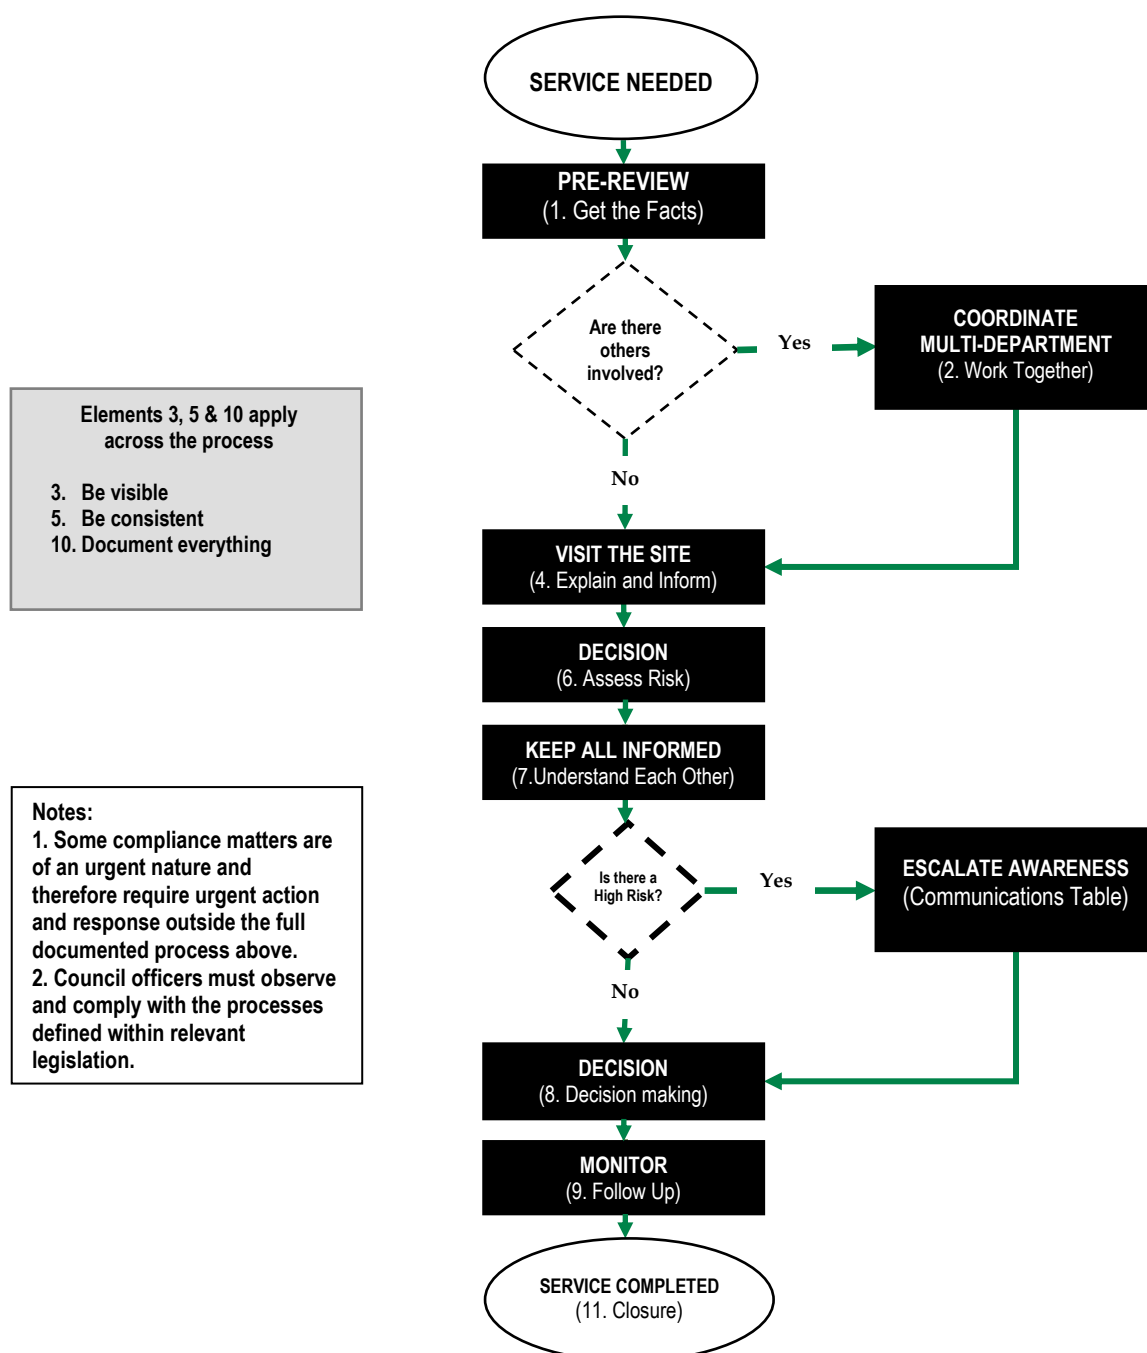 SERVICE NEEDED
PRE-REVIEW
(1. Get the Facts)
Are there
others
involved?
Yes
COORDINATE
MULTI-DEPARTMENT
(2. Work Together)
Elements 3, 5 & 10 apply
across the process
3. Be visible
5. Be consistent
10. Document everything
No
VISIT THE SITE
(4. Explain and Inform)
DECISION
(6. Assess Risk)
KEEP ALL INFORMED
(7.Understand Each Other)
Notes:
1. Some compliance matters are
of an urgent nature and
therefore require urgent action
and response outside the full
documented process above.
2. Council officers must observe
and comply with the processes
defined within relevant
legislation.
Is there a
High Risk?
Yes
ESCALATE AWARENESS
(Communications Table)
No
DECISION
(8. Decision making)
MONITOR
(9. Follow Up)
SERVICE COMPLETED
(11. Closure)